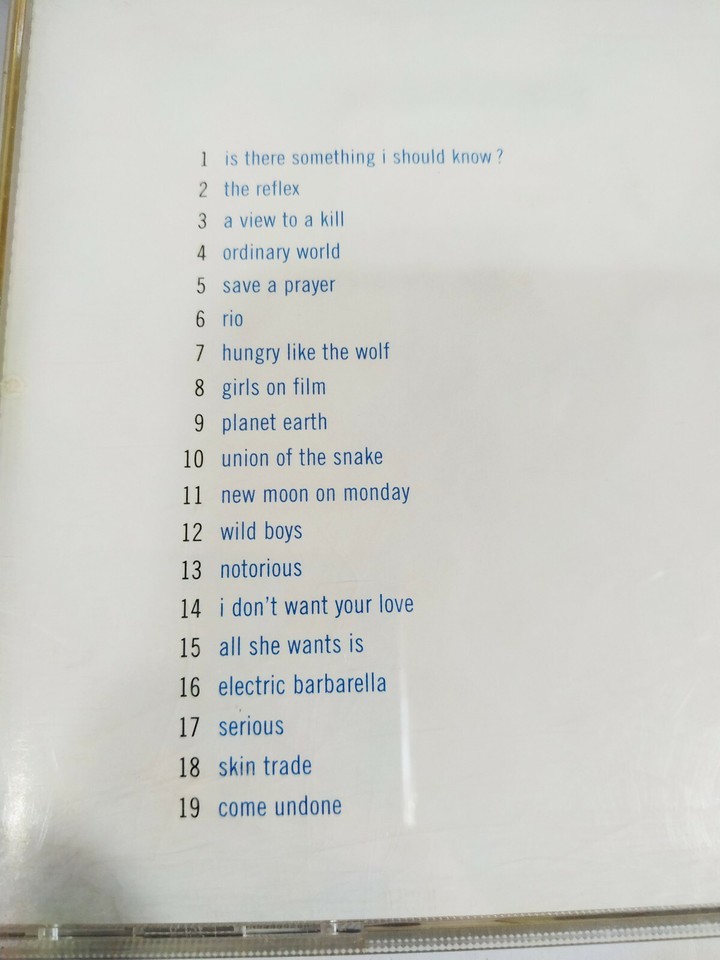 1 is there something i should know?
2 the reflex
3 a view to a kill
4 ordinary world
5 save a prayer
6 rio
7 hungry like the wolf
8 girls on film
9 planet earth
10 union of the snake
11 new moon on monday
12 wild boys
13 notorious
14 i don't want your love
15 all she wants is
16 electric barbarella
17 serious
18 skin trade
19 come undone